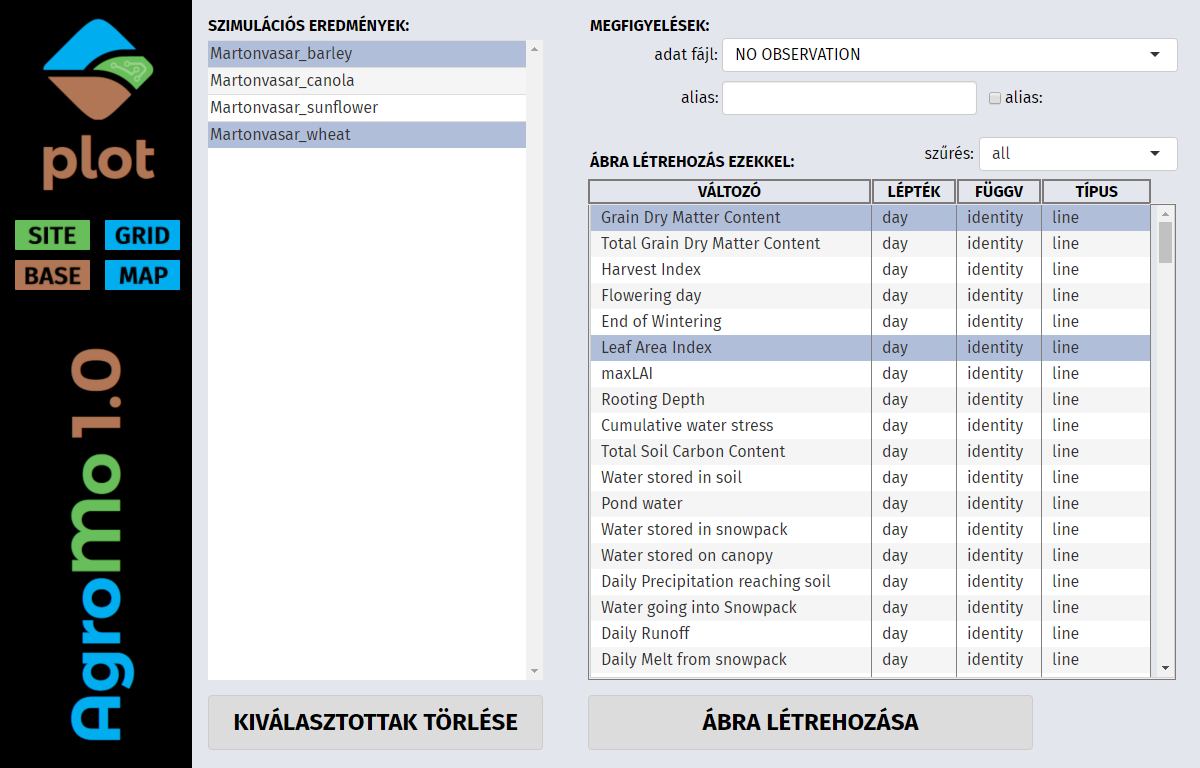 plot
SITE GRID
BASE MAP
Agromo 1.0
SZIMULÁCIÓS EREDMÉNYEK:
Martonvasar_barley
Martonvasar_canola
Martonvasar_sunflower
Martonvasar_wheat
KIVÁLASZTOTTAK TÖRLÉSE
MEGFIGYELÉSEK:
adat fájl: NO OBSERVATION
alias: alias:
szűrés: all
ÁBRA LÉTREHOZÁS EZEKKEL:
VÁLTOZÓ LÉPTÉK FÜGGV TÍPUS
Grain Dry Matter Content day identity line
Total Grain Dry Matter Content day identity line
Harvest Index day identity line
Flowering day day identity line
End of Wintering day identity line
Leaf Area Index day identity line
maxLAI day identity line
Rooting Depth day identity line
Cumulative water stress day identity line
Total Soil Carbon Content day identity line
Water stored in soil day identity line
Pond water day identity line
Water stored in snowpack day identity line
Water stored on canopy day identity line
Daily Precipitation reaching soil day identity line
Water going into Snowpack day identity line
Daily Runoff day identity line
Daily Melt from snowpack day identity line
ÁBRA LÉTREHOZÁSA